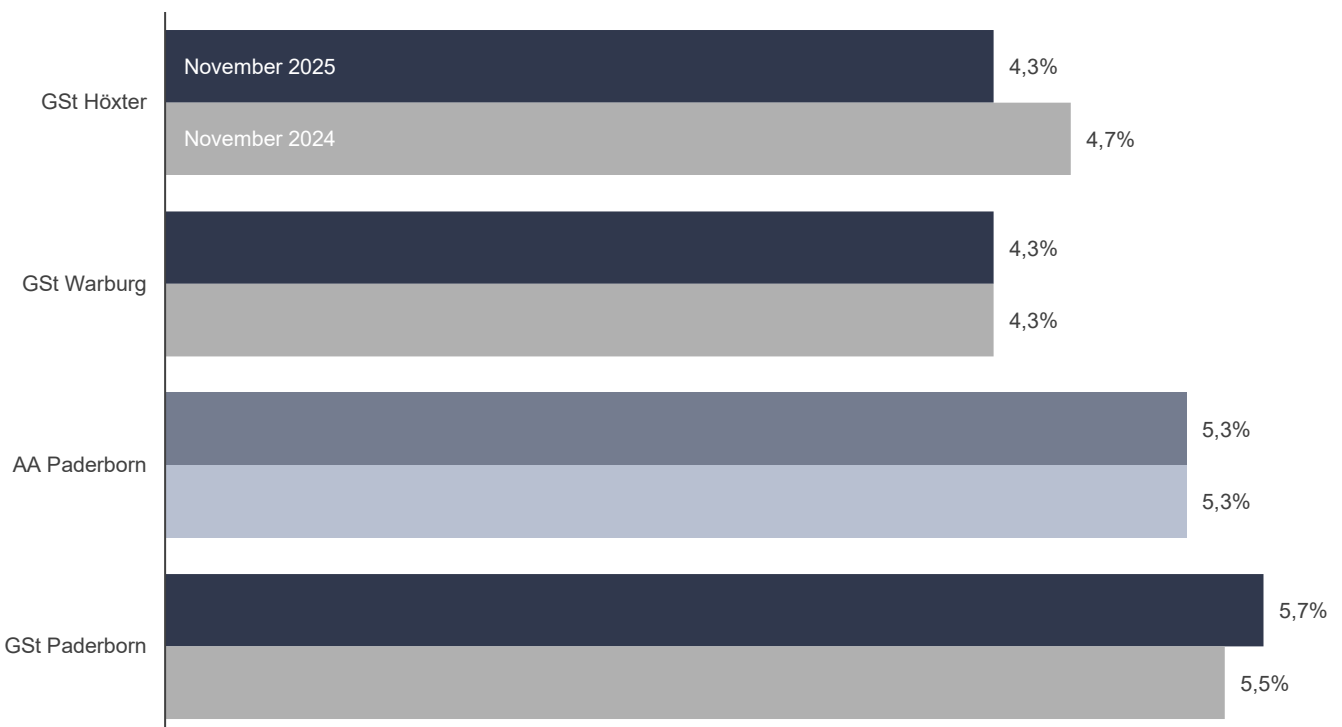 November 2025
4,3%
GSt Höxter
November 2024
4,7%
4,3%
GSt Warburg
4,3%
5,3%
AA Paderborn
5,3%
5,7%
GSt Paderborn
5,5%